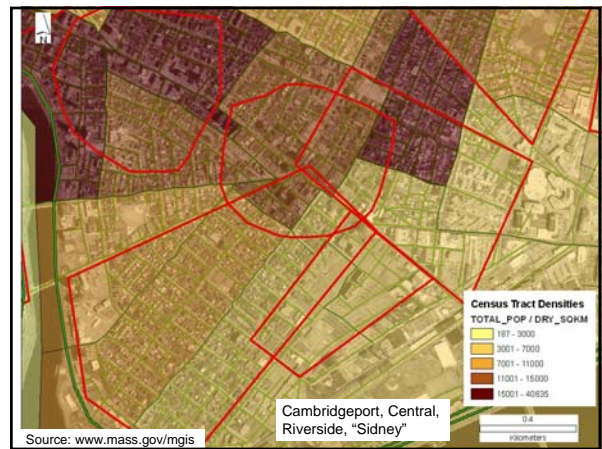 N
Census Tract Densities
TOTAL_POP / DRY_SQKM
187 - 3000
3001 - 7000
7001 - 11000
11001 - 15000
15001 - 40635
Cambridgeport, Central,
Riverside, “Sidney”
0.4
Kilometers
Source: www.mass.gov/mgis